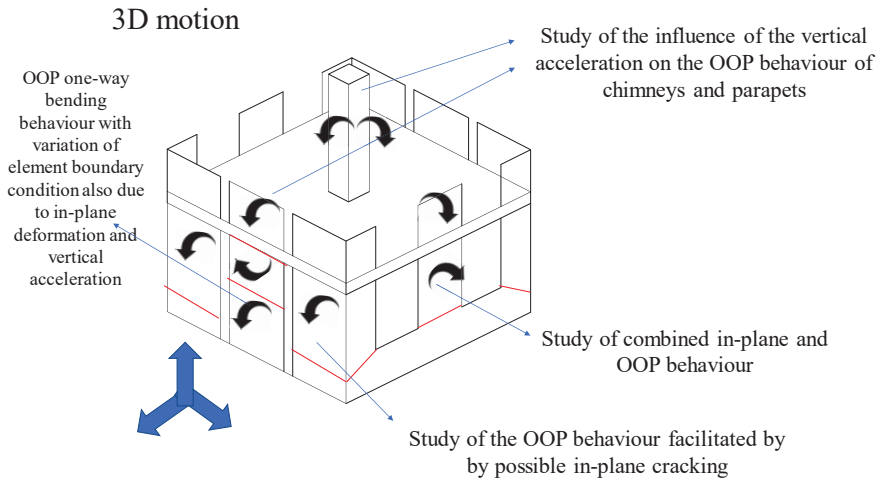 3D motion
Study of the influence of the vertical
acceleration on the OOP behaviour of
chimneys and parapets
OOP one-way
bending
behaviour with
variation of
element boundary
condition also due
to in-plane
deformation and
vertical
acceleration
Study of combined in-plane and
OOP behaviour
Study of the OOP behaviour facilitated by
by possible in-plane cracking